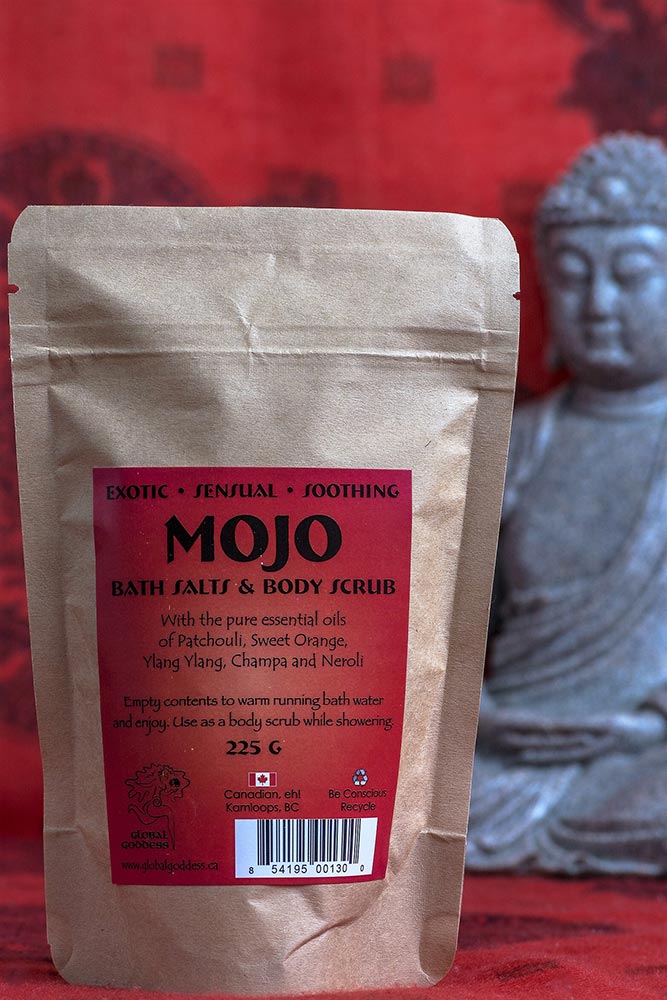 EXOTIC • SENSUAL • SOOTHING
MOJO
BATH SALTS & BODY SCRUB
With the pure essential oils
of Patchouli, Sweet Orange,
Ylang Ylang, Champa and Neroli
Empty contents to warm running bath water
and enjoy. Use as a body scrub while showering.
225 G
Canadian, eh!
Kamloops, BC
Be Conscious
Recycle
GLOBAL
GODDESS
www.globalgoddess.ca
8 54195 00130 0